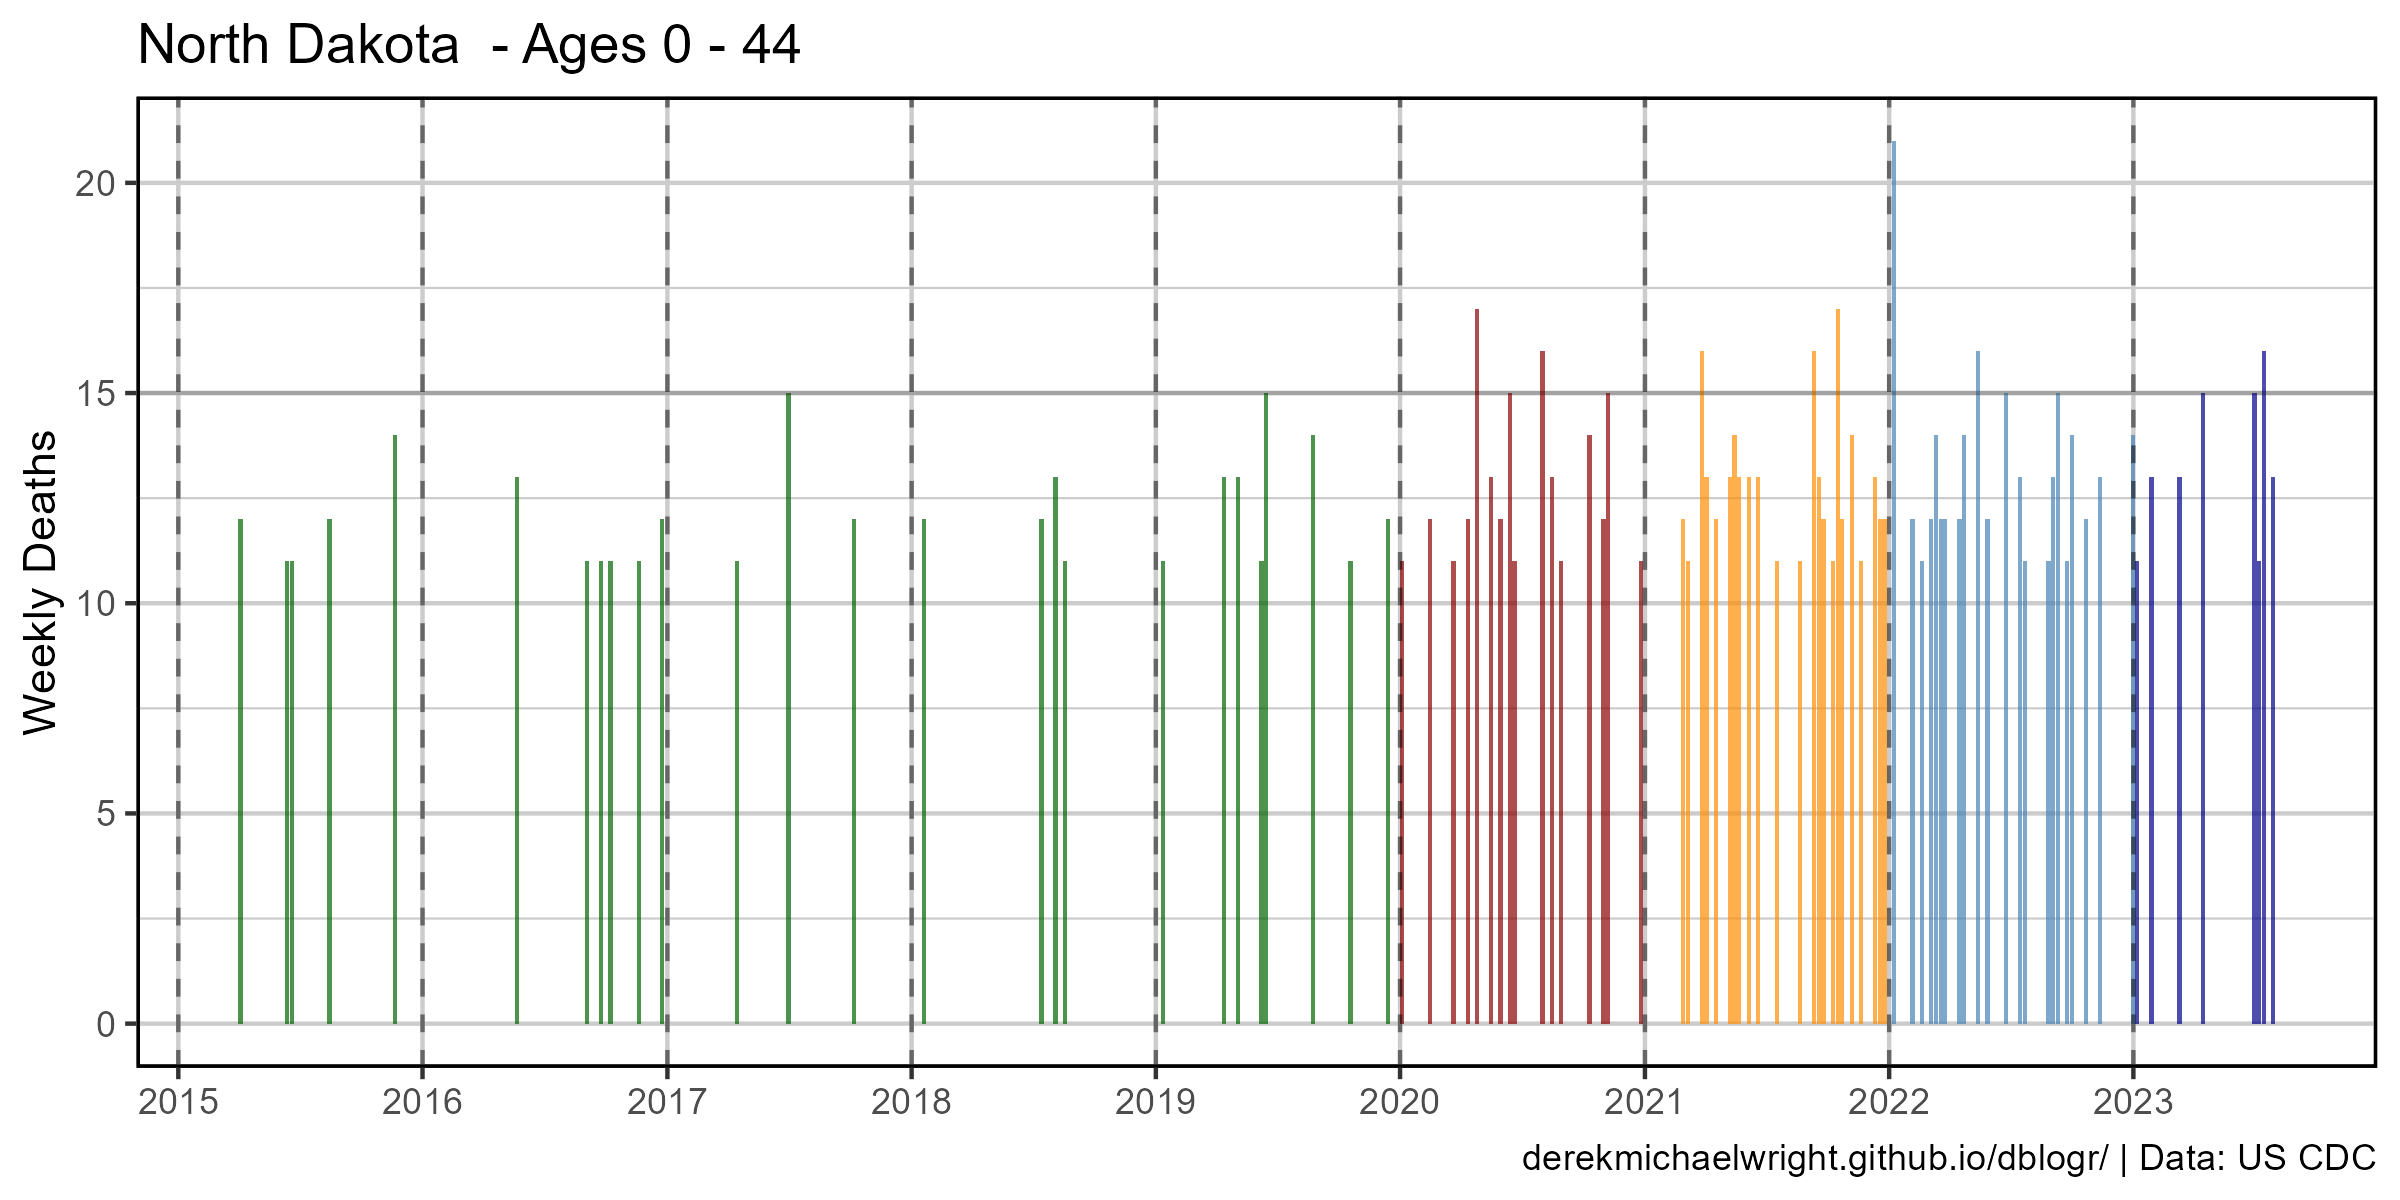 North Dakota  - Ages 0 - 44
Weekly Deaths
20
15
10
5
0
2015 2016 2017 2018 2019 2020 2021 2022 2023
derekmichaelwright.github.io/dblogr/ | Data: US CDC